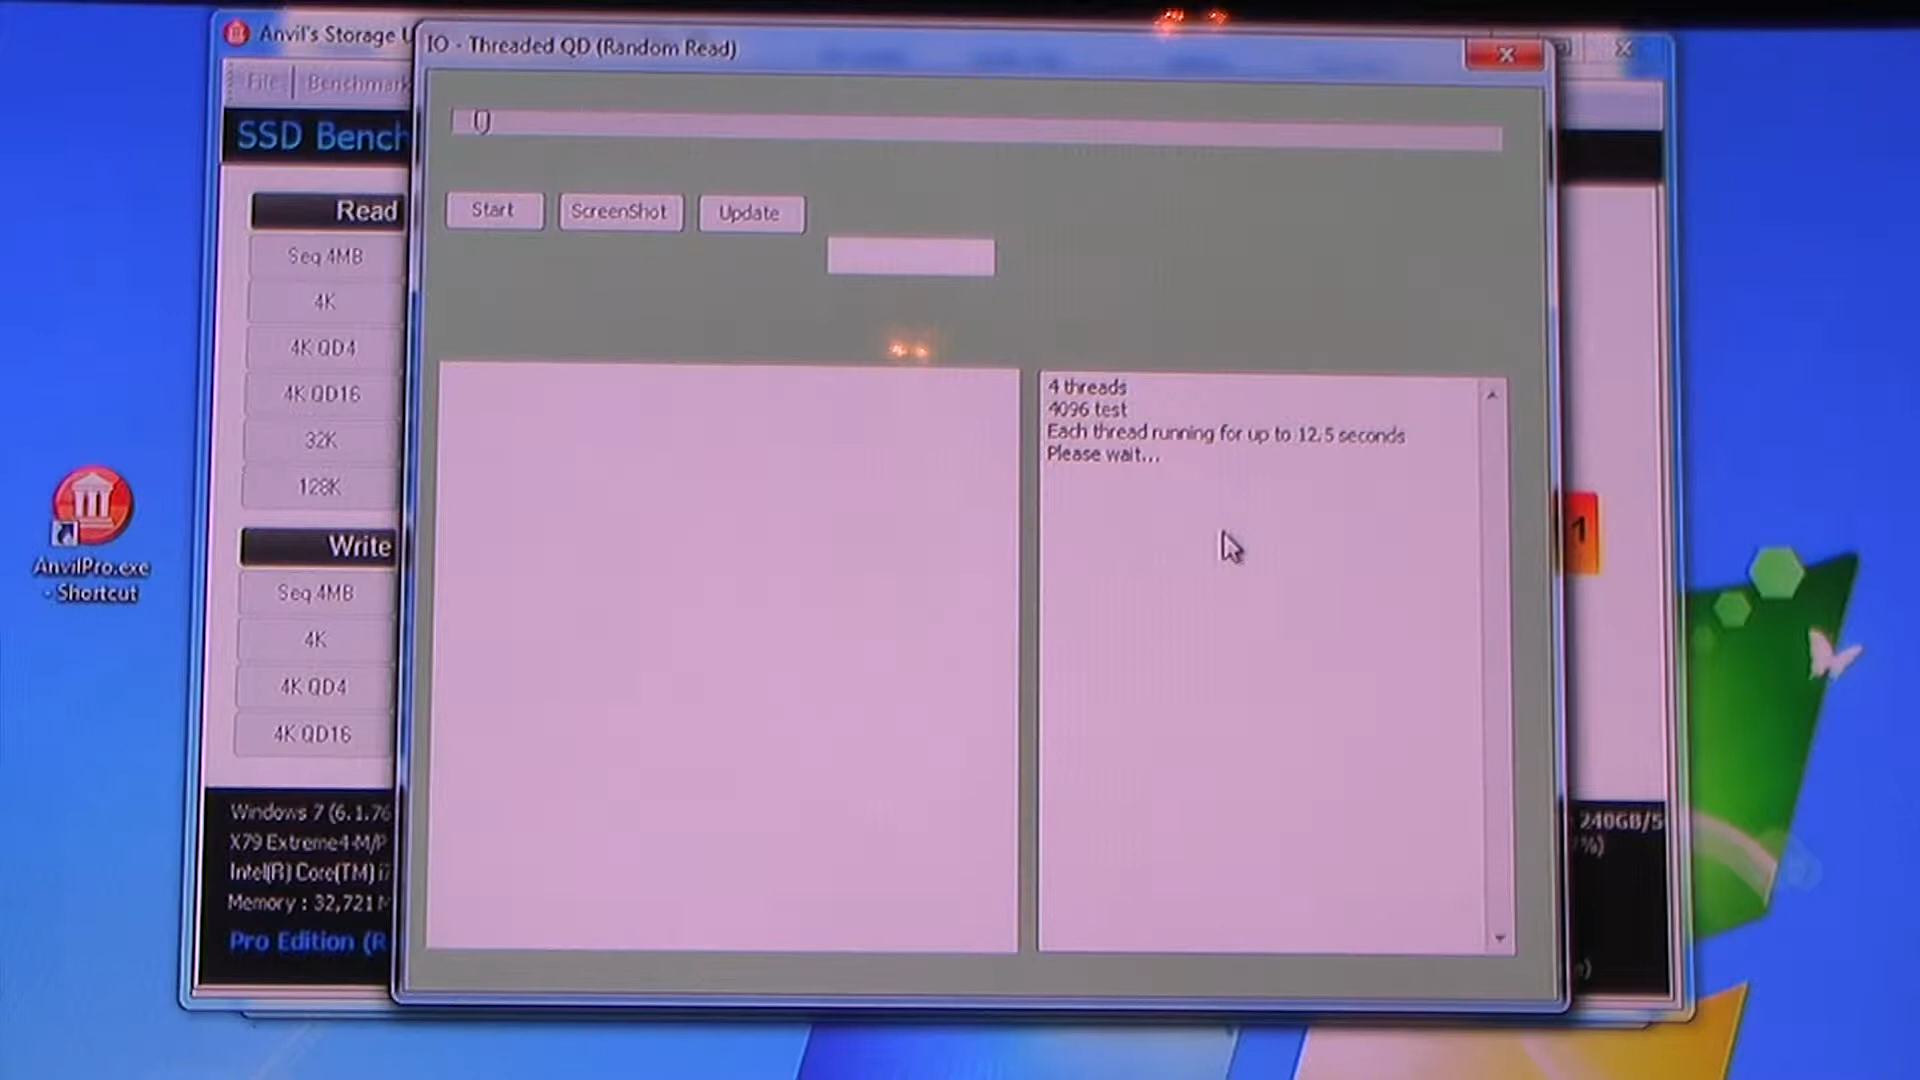 Anvil's Storage U
IO - Threaded QD (Random Read)
File
Benchmark
SSD Bench
Start
ScreenShot
Update
Read
Seq 4MB
4K
4K QD4
4K QD16
32K
128K
Write
Seq 4MB
4K
4K QD4
4K QD16
4 threads
4096 test
Each thread running for up to 12.5 seconds
Please wait...
1
AnvilPro.exe
- Shortcut
Windows 7 (6.1.76
X79 Extreme4-M/P
Intel(R) Core(TM) i7
Memory : 32,721 M
Pro Edition (R
240GB/5
%)
)